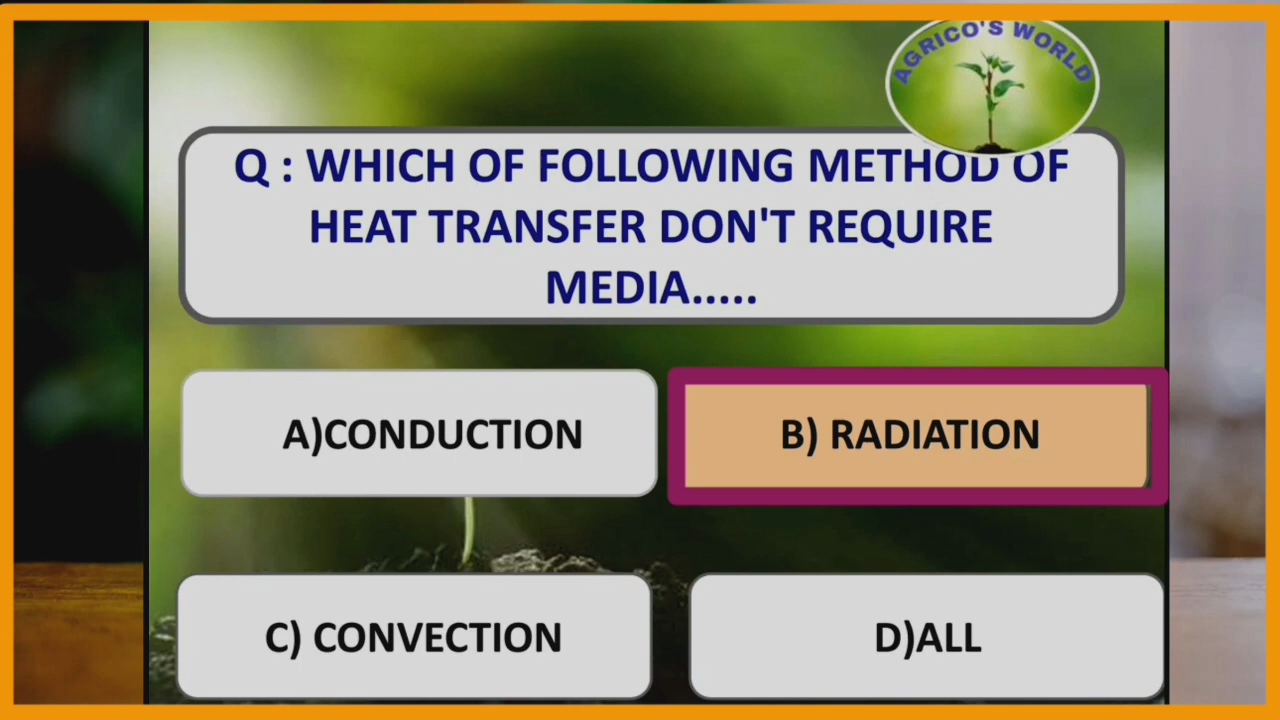 AGRICO'S WORLD
Q : WHICH OF FOLLOWING METHOD OF
HEAT TRANSFER DON'T REQUIRE
MEDIA.....
A)CONDUCTION
B) RADIATION
C) CONVECTION
D)ALL